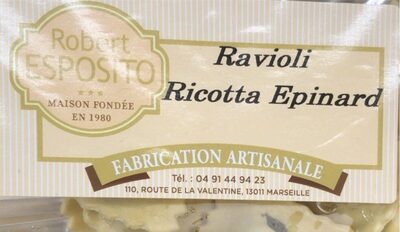 Robert
ESPOSITO
MAISON FONDÉE
EN 1980
Ravioli
Ricotta Epinard
FABRICATION ARTISANALE
Tél. : 04 91 44 94 23
110, ROUTE DE LA VALENTINE, 13011 MARSEILLE